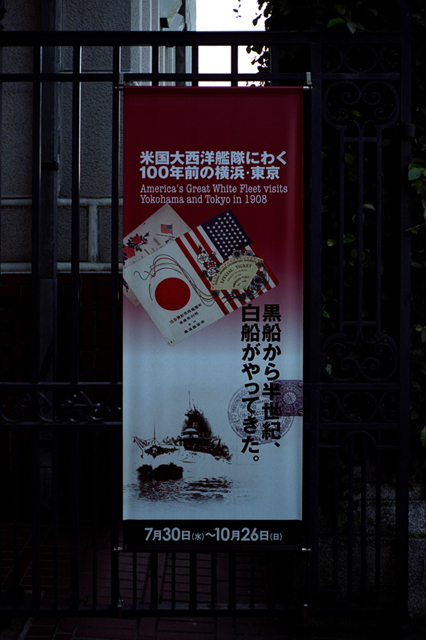 米国大西洋艦隊にわく
100年前の横浜・東京
America's Great White Fleet visits
Yokohama and Tokyo in 1908
黒船から半世紀、
白船がやってきた。
7月30日(水)〜10月26日(日)